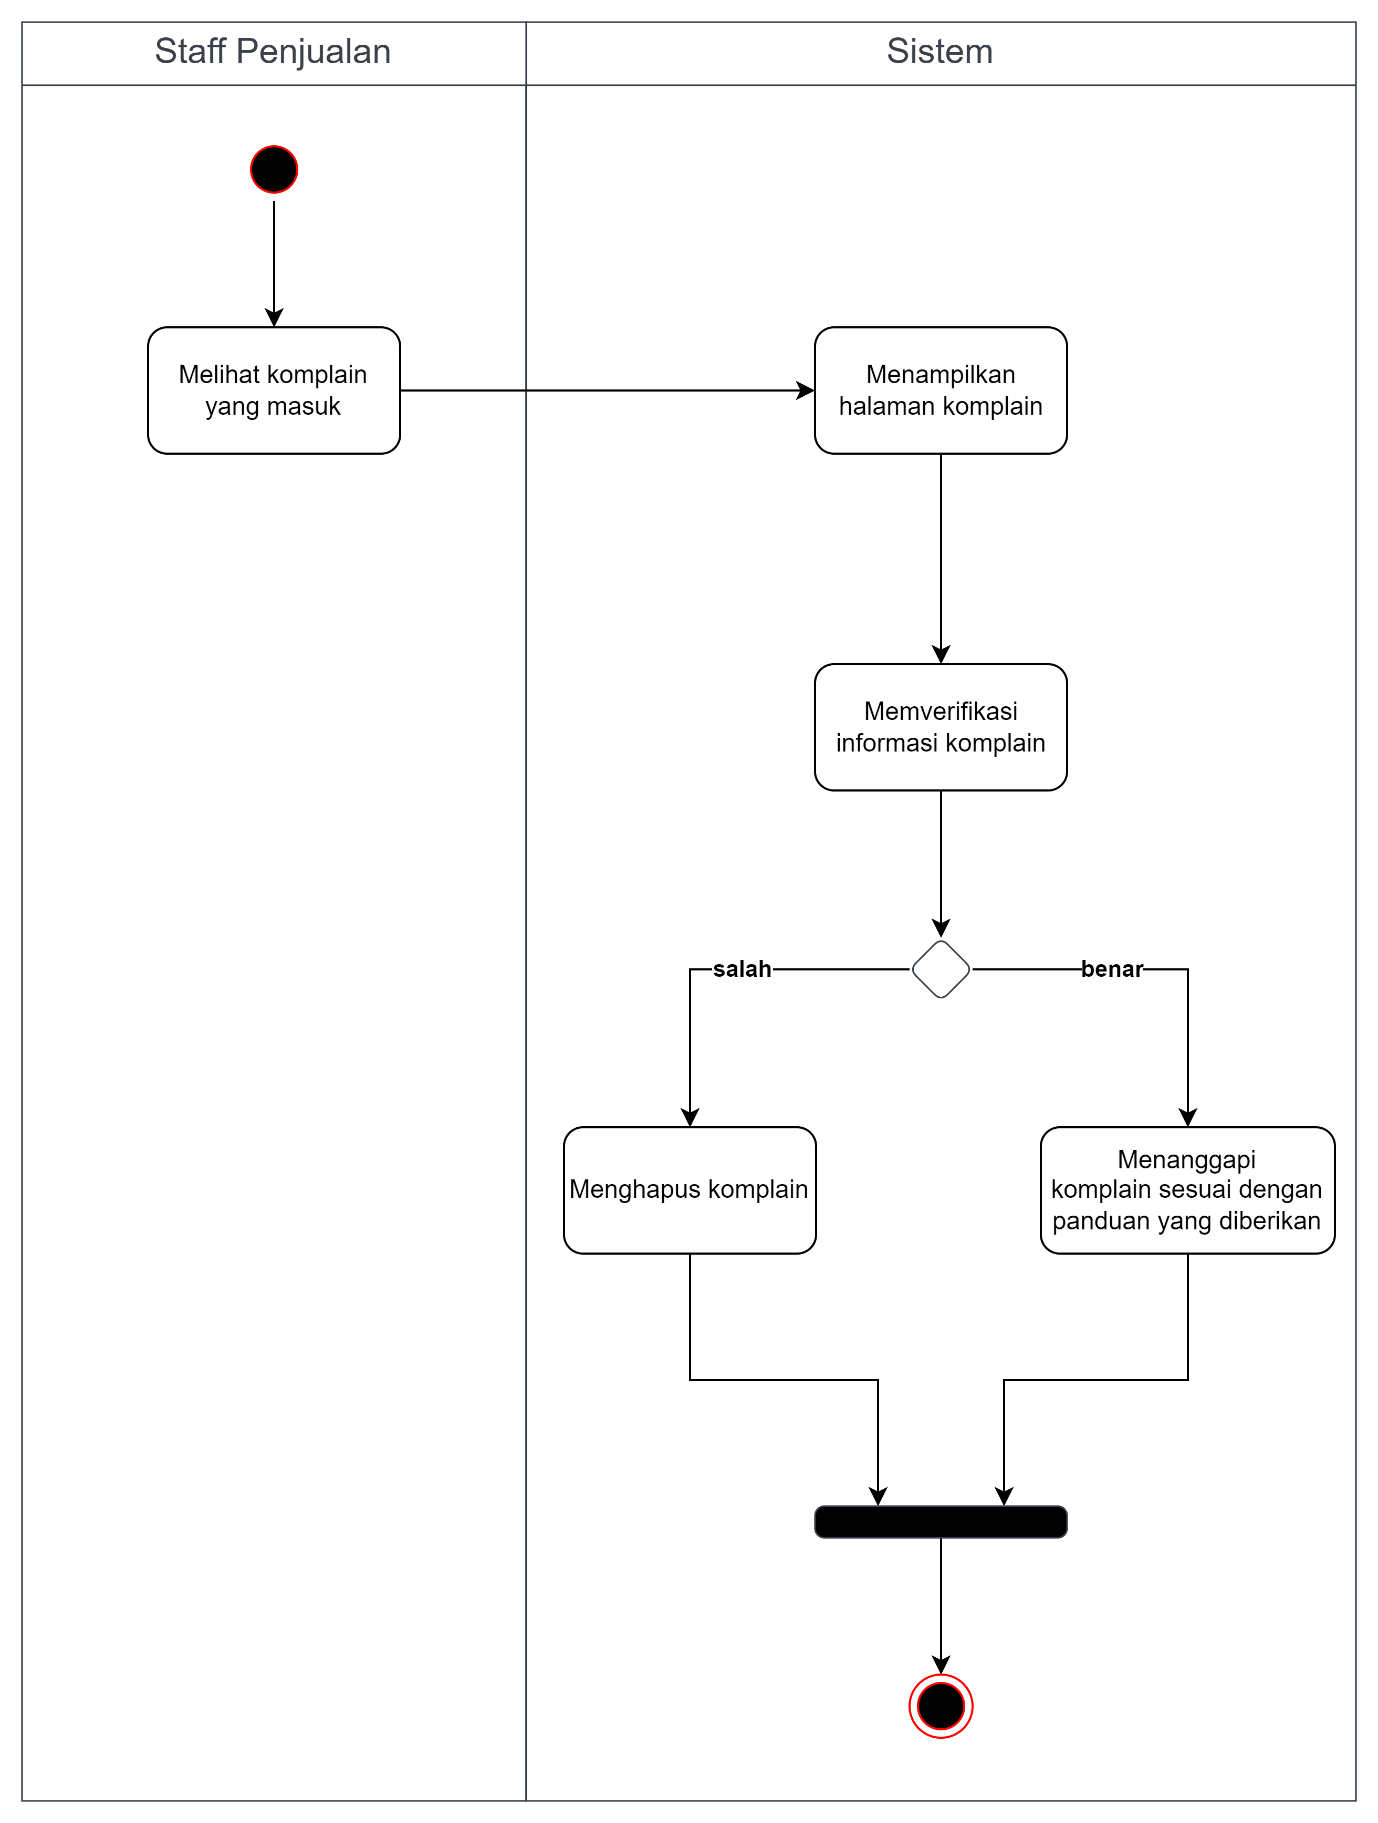 Staff Penjualan
Sistem
Melihat komplain
yang masuk
Menampilkan
halaman komplain
Memverifikasi
informasi komplain
salah
benar
Menghapus komplain
Menanggapi
komplain sesuai dengan
panduan yang diberikan